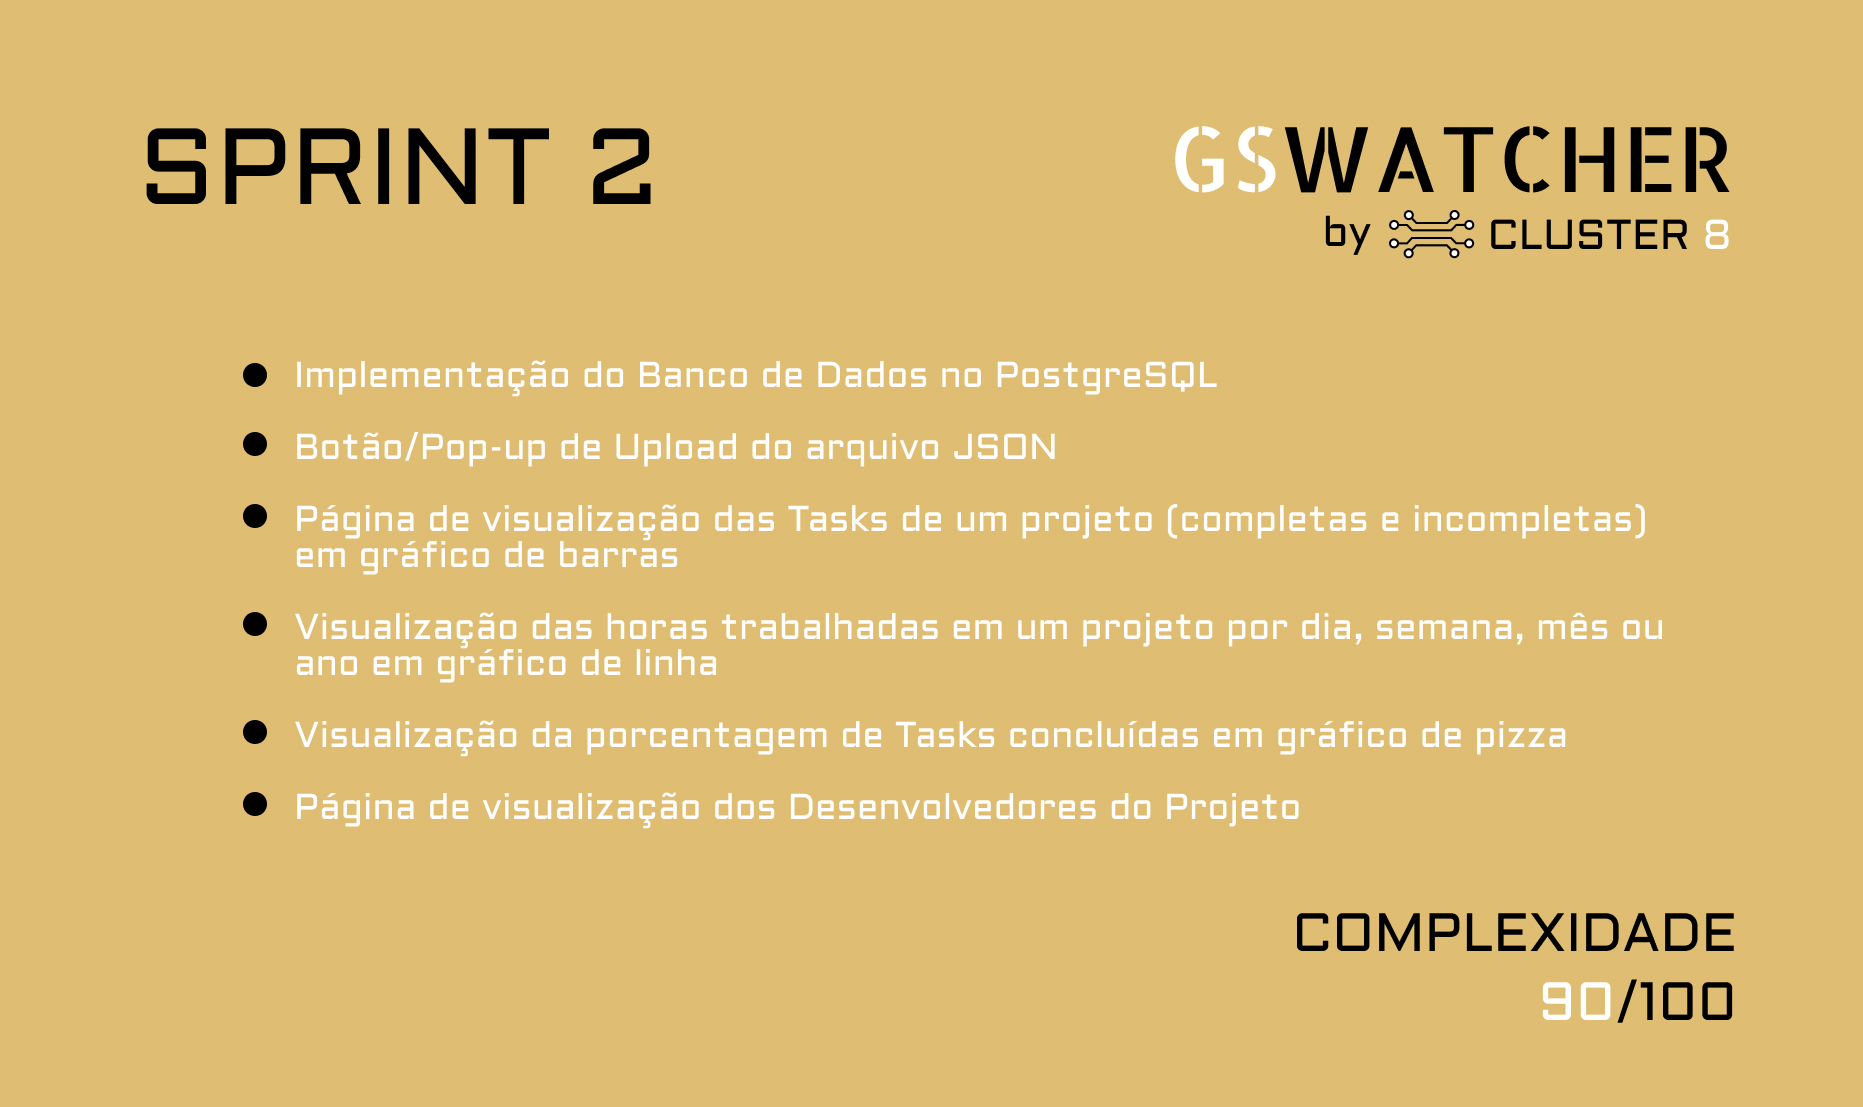 SPRINT 2
GSWATCHER
by CLUSTER 8
Implementação do Banco de Dados no PostgreSQL
Botão/Pop-up de Upload do arquivo JSON
Página de visualização das Tasks de um projeto (completas e incompletas)
em gráfico de barras
Visualização das horas trabalhadas em um projeto por dia, semana, mês ou
ano em gráfico de linha
Visualização da porcentagem de Tasks concluídas em gráfico de pizza
Página de visualização dos Desenvolvedores do Projeto
COMPLEXIDADE
90/100